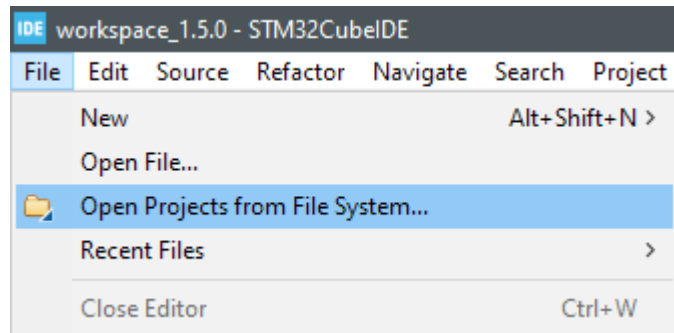 IDE workspace_1.5.0 - STM32CubeIDE
File Edit Source Refactor Navigate Search Project
New Alt+Shift+N >
Open File...
Open Projects from File System...
Recent Files >
Close Editor Ctrl+W